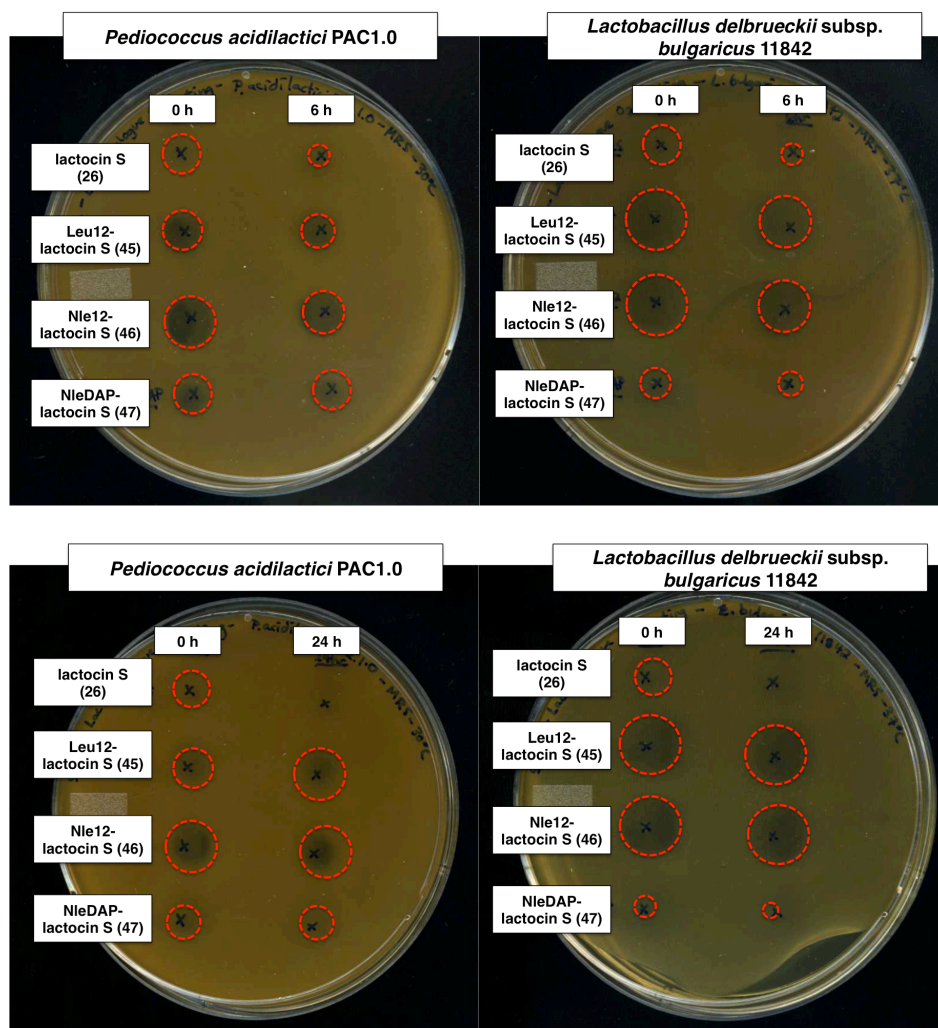 Pediococcus acidilactici PAC1.0
Lactobacillus delbrueckii subsp.
bulgaricus 11842
0 h
6 h
lactocin S
(26)
Leu12-
lactocin S (45)
Nle12-
lactocin S (46)
NleDAP-
lactocin S (47)
0 h
6 h
lactocin S
(26)
Leu12-
lactocin S (45)
Nle12-
lactocin S (46)
NleDAP-
lactocin S (47)
Pediococcus acidilactici PAC1.0
Lactobacillus delbrueckii subsp.
bulgaricus 11842
0 h
24 h
lactocin S
(26)
Leu12-
lactocin S (45)
Nle12-
lactocin S (46)
NleDAP-
lactocin S (47)
0 h
24 h
lactocin S
(26)
Leu12-
lactocin S (45)
Nle12-
lactocin S (46)
NleDAP-
lactocin S (47)